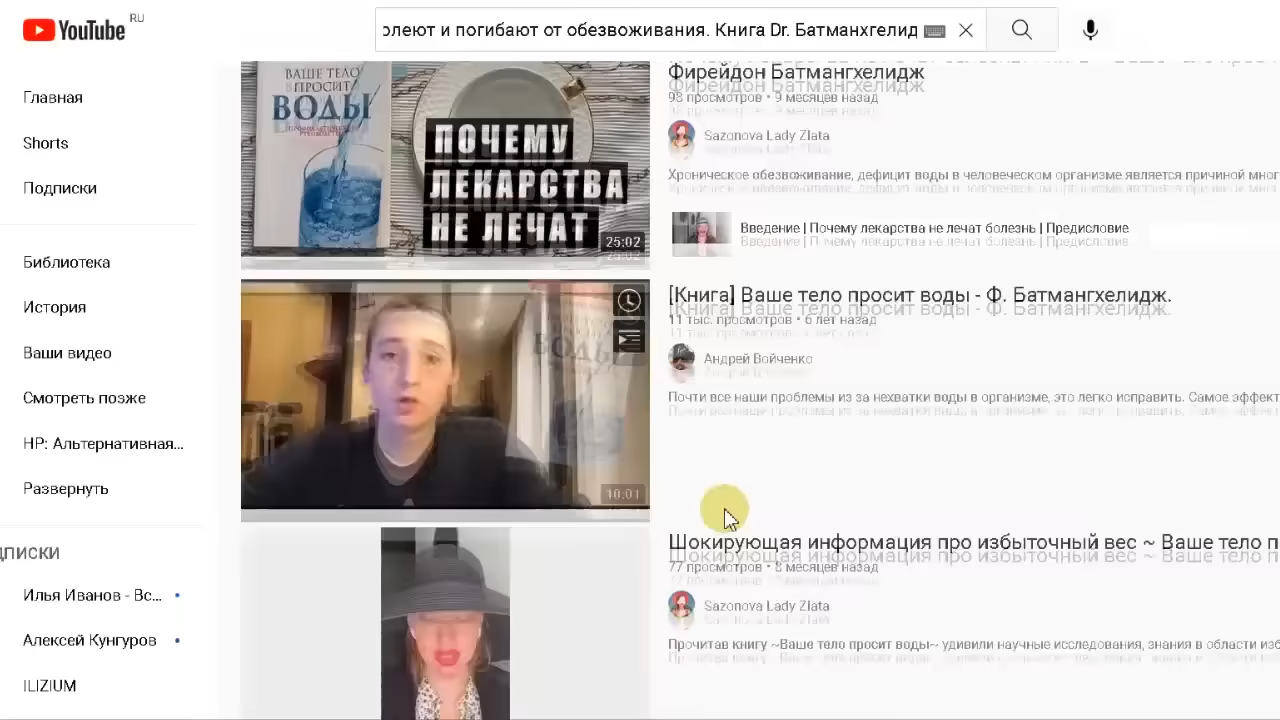 YouTube
RU
олеют и погибают от обезвоживания. Книга Dr. Батманхгелид
Главная
Shorts
Подписки
Библиотека
История
Ваши видео
Смотреть позже
НР: Альтернативная...
Развернуть
дписки
Илья Иванов - Вс...
Алексей Кунгуров
ILIZIUM
ВАШЕ ТЕЛО
ПРОСИТ
ВОДЫ
ПОЧЕМУ
ЛЕКАРСТВА
НЕ ЛЕЧАТ
25:02
Фирейдон Батмангхелидж
98 просмотров • 9 месяцев назад
Sazonova Lady Zlata
Хроническое обезвоживание, дефицит воды в человеческом организме является причиной мног
Введение | Почему лекарства не лечат болезнь | Предисловие
ВОДЫ
10:01
[Книга] Ваше тело просит воды - Ф. Батмангхелидж.
11 тыс. просмотров • 6 лет назад
Андрей Войченко
Почти все наши проблемы из за нехватки воды в организме, это легко исправить. Самое эффект
Шокирующая информация про избыточный вес ~ Ваше тело п
77 просмотров • 8 месяцев назад
Sazonova Lady Zlata
Прочитав книгу ~Ваше тело просит воды~ удивили научные исследования, знания в области изб